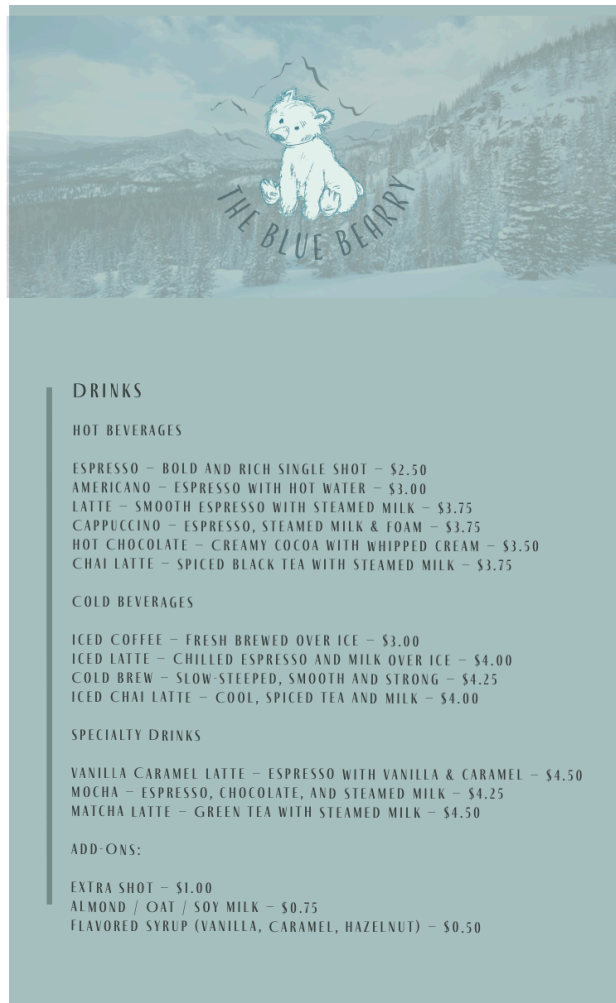 THE BLUE BEARRY
DRINKS
HOT BEVERAGES
ESPRESSO – BOLD AND RICH SINGLE SHOT – $2.50
AMERICANO – ESPRESSO WITH HOT WATER – $3.00
LATTE – SMOOTH ESPRESSO WITH STEAMED MILK – $3.75
CAPPUCCINO – ESPRESSO, STEAMED MILK & FOAM – $3.75
HOT CHOCOLATE – CREAMY COCOA WITH WHIPPED CREAM – $3.50
CHAI LATTE – SPICED BLACK TEA WITH STEAMED MILK – $3.75
COLD BEVERAGES
ICED COFFEE – FRESH BREWED OVER ICE – $3.00
ICED LATTE – CHILLED ESPRESSO AND MILK OVER ICE – $4.00
COLD BREW – SLOW-STEEPED, SMOOTH AND STRONG – $4.25
ICED CHAI LATTE – COOL, SPICED TEA AND MILK – $4.00
SPECIALTY DRINKS
VANILLA CARAMEL LATTE – ESPRESSO WITH VANILLA & CARAMEL – $4.50
MOCHA – ESPRESSO, CHOCOLATE, AND STEAMED MILK – $4.25
MATCHA LATTE – GREEN TEA WITH STEAMED MILK – $4.50
ADD-ONS:
EXTRA SHOT – $1.00
ALMOND / OAT / SOY MILK – $0.75
FLAVORED SYRUP (VANILLA, CARAMEL, HAZELNUT) – $0.50